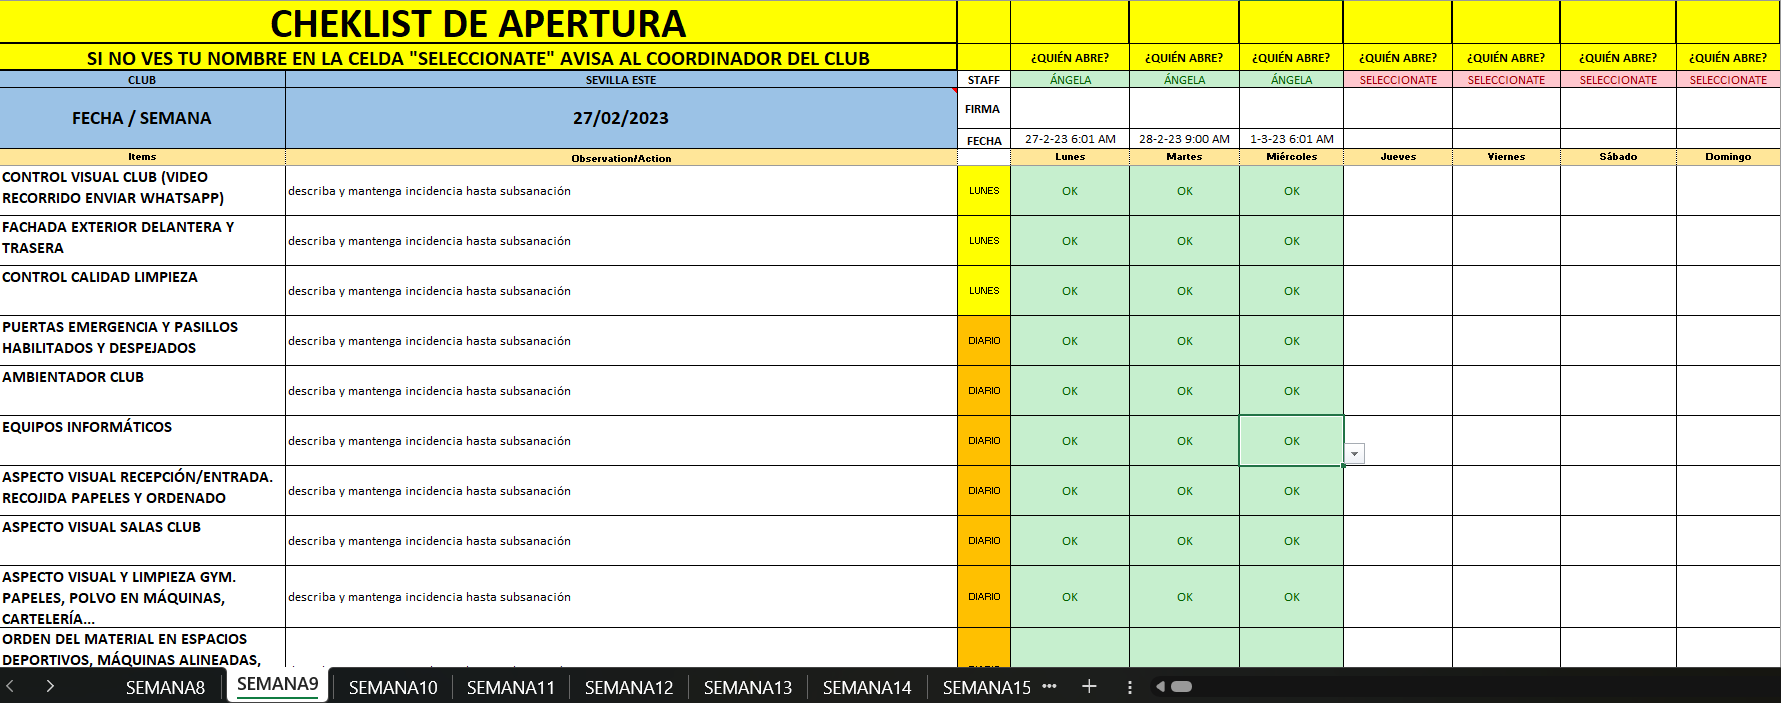 CHEKLIST DE APERTURA
SI NO VES TU NOMBRE EN LA CELDA "SELECCIONATE" AVISA AL COORDINADOR DEL CLUB ¿QUIÉN ABRE? ¿QUIÉN ABRE? ¿QUIÉN ABRE? ¿QUIÉN ABRE? ¿QUIÉN ABRE? ¿QUIÉN ABRE? ¿QUIÉN ABRE?
CLUB SEVILLA ESTE STAFF ÁNGELA ÁNGELA ÁNGELA SELECCIONATE SELECCIONATE SELECCIONATE SELECCIONATE
FECHA / SEMANA 27/02/2023 FIRMA
FECHA 27-2-23 6:01 AM 28-2-23 9:00 AM 1-3-23 6:01 AM
Items Observation/Action Lunes Martes Miércoles Jueves Viernes Sábado Domingo
CONTROL VISUAL CLUB (VIDEO
RECORRIDO ENVIAR WHATSAPP) describa y mantenga incidencia hasta subsanación LUNES OK OK OK
FACHADA EXTERIOR DELANTERA Y
TRASERA describa y mantenga incidencia hasta subsanación LUNES OK OK OK
CONTROL CALIDAD LIMPIEZA
describa y mantenga incidencia hasta subsanación LUNES OK OK OK
PUERTAS EMERGENCIA Y PASILLOS
HABILITADOS Y DESPEJADOS describa y mantenga incidencia hasta subsanación DIARIO OK OK OK
AMBIENTADOR CLUB
describa y mantenga incidencia hasta subsanación DIARIO OK OK OK
EQUIPOS INFORMÁTICOS
describa y mantenga incidencia hasta subsanación DIARIO OK OK OK
ASPECTO VISUAL RECEPCIÓN/ENTRADA.
RECOJIDA PAPELES Y ORDENADO describa y mantenga incidencia hasta subsanación DIARIO OK OK OK
ASPECTO VISUAL SALAS CLUB
describa y mantenga incidencia hasta subsanación DIARIO OK OK OK
ASPECTO VISUAL Y LIMPIEZA GYM.
PAPELES, POLVO EN MÁQUINAS, describa y mantenga incidencia hasta subsanación DIARIO OK OK OK
CARTELERÍA...
ORDEN DEL MATERIAL EN ESPACIOS
DEPORTIVOS, MÁQUINAS ALINEADAS,
SEMANA8 SEMANA9 SEMANA10 SEMANA11 SEMANA12 SEMANA13 SEMANA14 SEMANA15